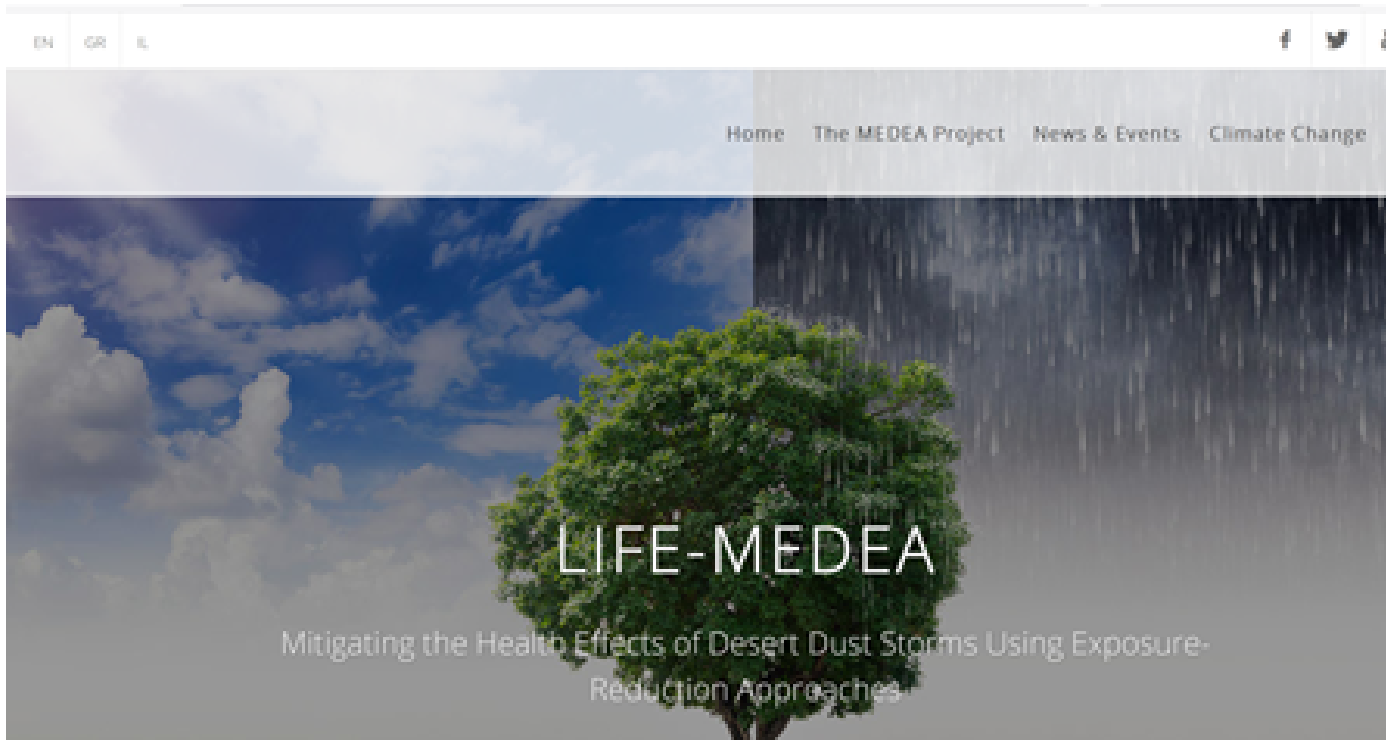 EN GR IL
Home The MEDEA Project News & Events Climate Change
LIFE-MEDEA
Mitigating the Health Effects of Desert Dust Storms Using Exposure-
Reduction Approaches